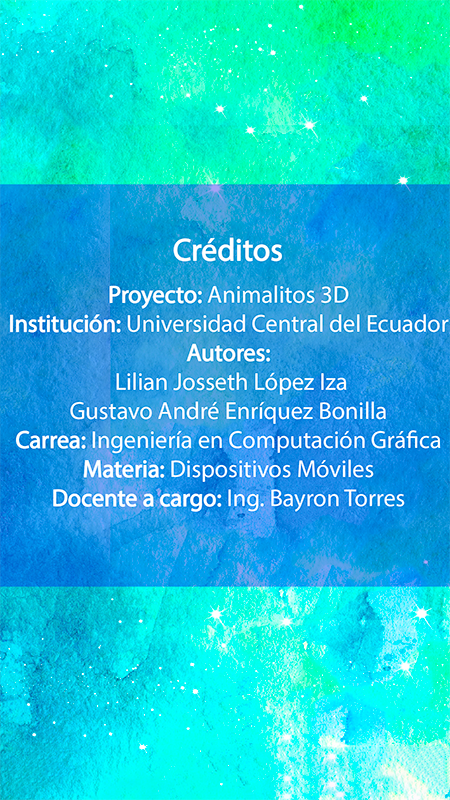 Créditos
Proyecto: Animalitos 3D
Institución: Universidad Central del Ecuador
Autores:
Lilian Josseth López Iza
Gustavo André Enríquez Bonilla
Carrea: Ingeniería en Computación Gráfica
Materia: Dispositivos Móviles
Docente a cargo: Ing. Bayron Torres